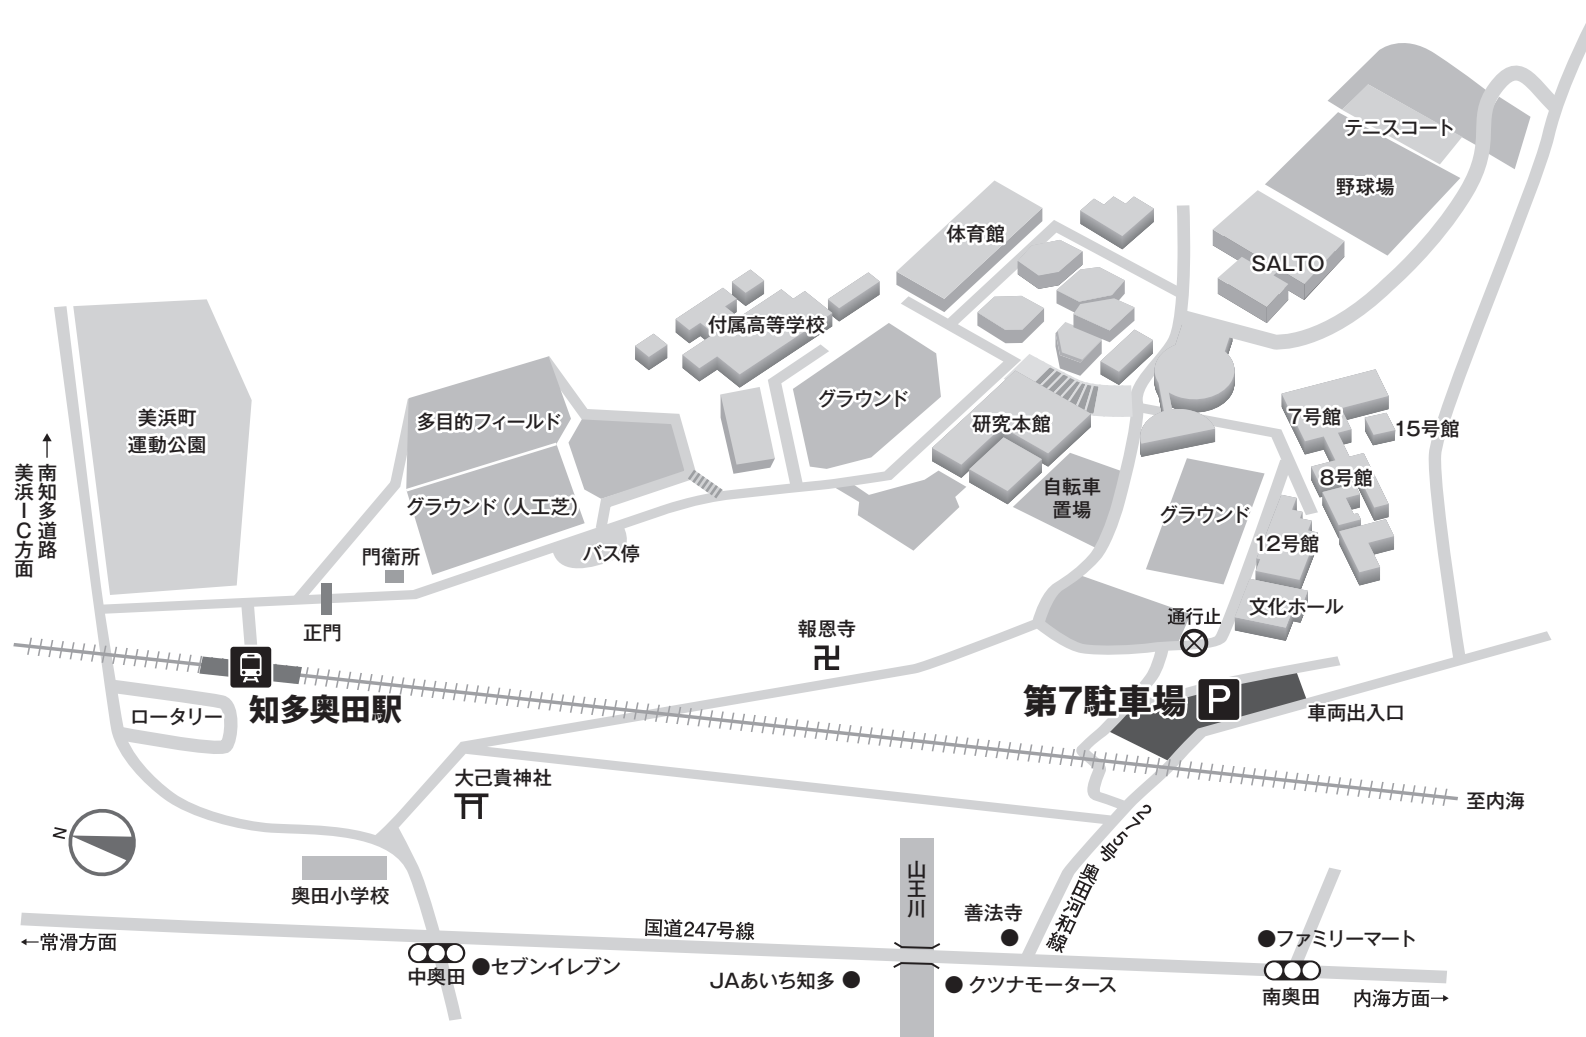 テニスコート
野球場
体育館
SALTO
付属高等学校
グラウンド
美浜町
運動公園
多目的フィールド
研究本館
7号館
15号館
8号館
南知多道路
美浜IC方面
自転車
置場
グラウンド(人工芝)
グラウンド
12号館
バス停
門衛所
文化ホール
通行止
正門
報恩寺
卍
知多奥田駅
ロータリー
第7駐車場
P
車両出入口
大己貴神社
至内海
N
275号 奥田河和線
山王川
奥田小学校
善法寺
国道247号線
←常滑方面
ファミリーマート
セブンイレブン
中奥田
JAあいち知多
クツナモータース
南奥田
内海方面→